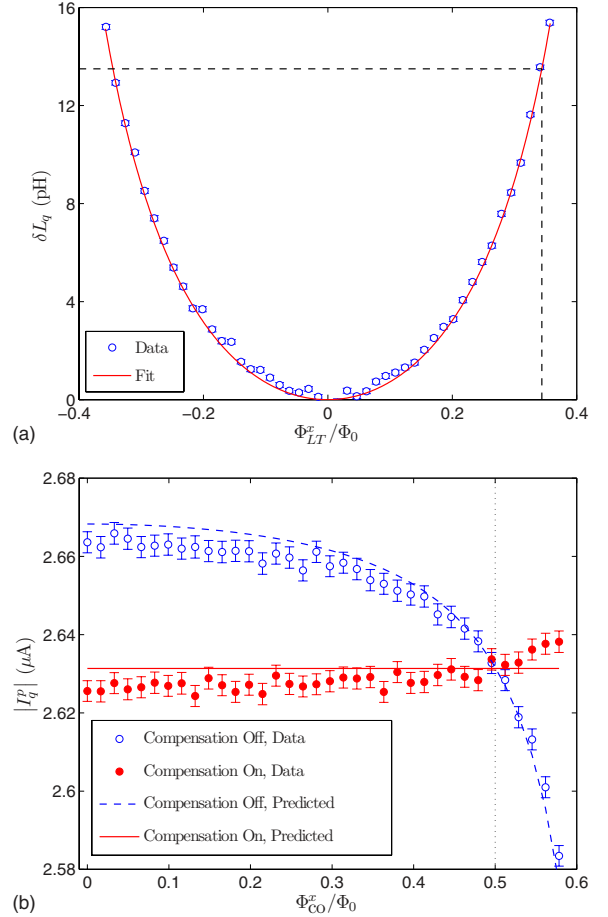 16
12
8
4
0
δL_q (pH)
Data
Fit
−0.4 −0.2 0 0.2 0.4
(a)
Φ^x_LT/Φ_0
2.68
2.66
2.64
2.62
2.6
2.58
|I^p_q| (μA)
Compensation Off, Data
Compensation On, Data
Compensation Off, Predicted
Compensation On, Predicted
0 0.1 0.2 0.3 0.4 0.5 0.6
(b)
Φ^x_CO/Φ_0